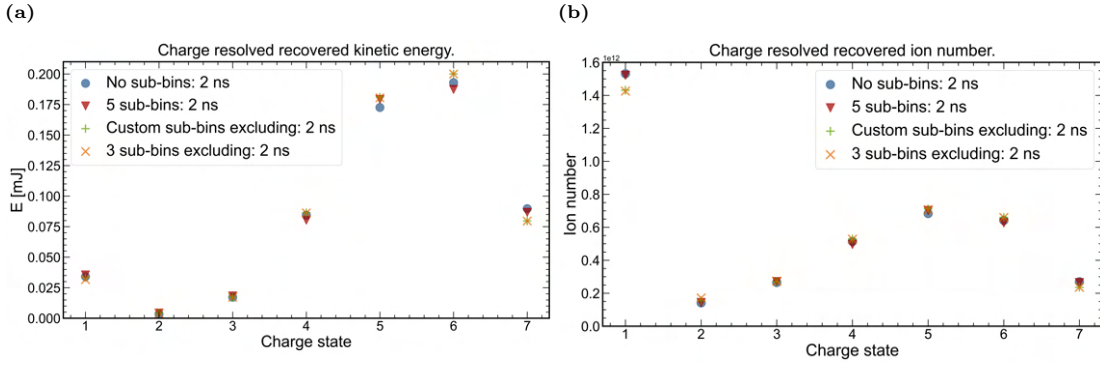 (a)
Charge resolved recovered kinetic energy.
0.200
0.175
0.150
0.125
0.100
0.075
0.050
0.025
0.000
E [mJ]
No sub-bins: 2 ns
5 sub-bins: 2 ns
Custom sub-bins excluding: 2 ns
3 sub-bins excluding: 2 ns
1 2 3 4 5 6 7
Charge state
(b)
Charge resolved recovered ion number.
1e12
1.6
1.4
1.2
1.0
0.8
0.6
0.4
0.2
0.0
Ion number
No sub-bins: 2 ns
5 sub-bins: 2 ns
Custom sub-bins excluding: 2 ns
3 sub-bins excluding: 2 ns
1 2 3 4 5 6 7
Charge state